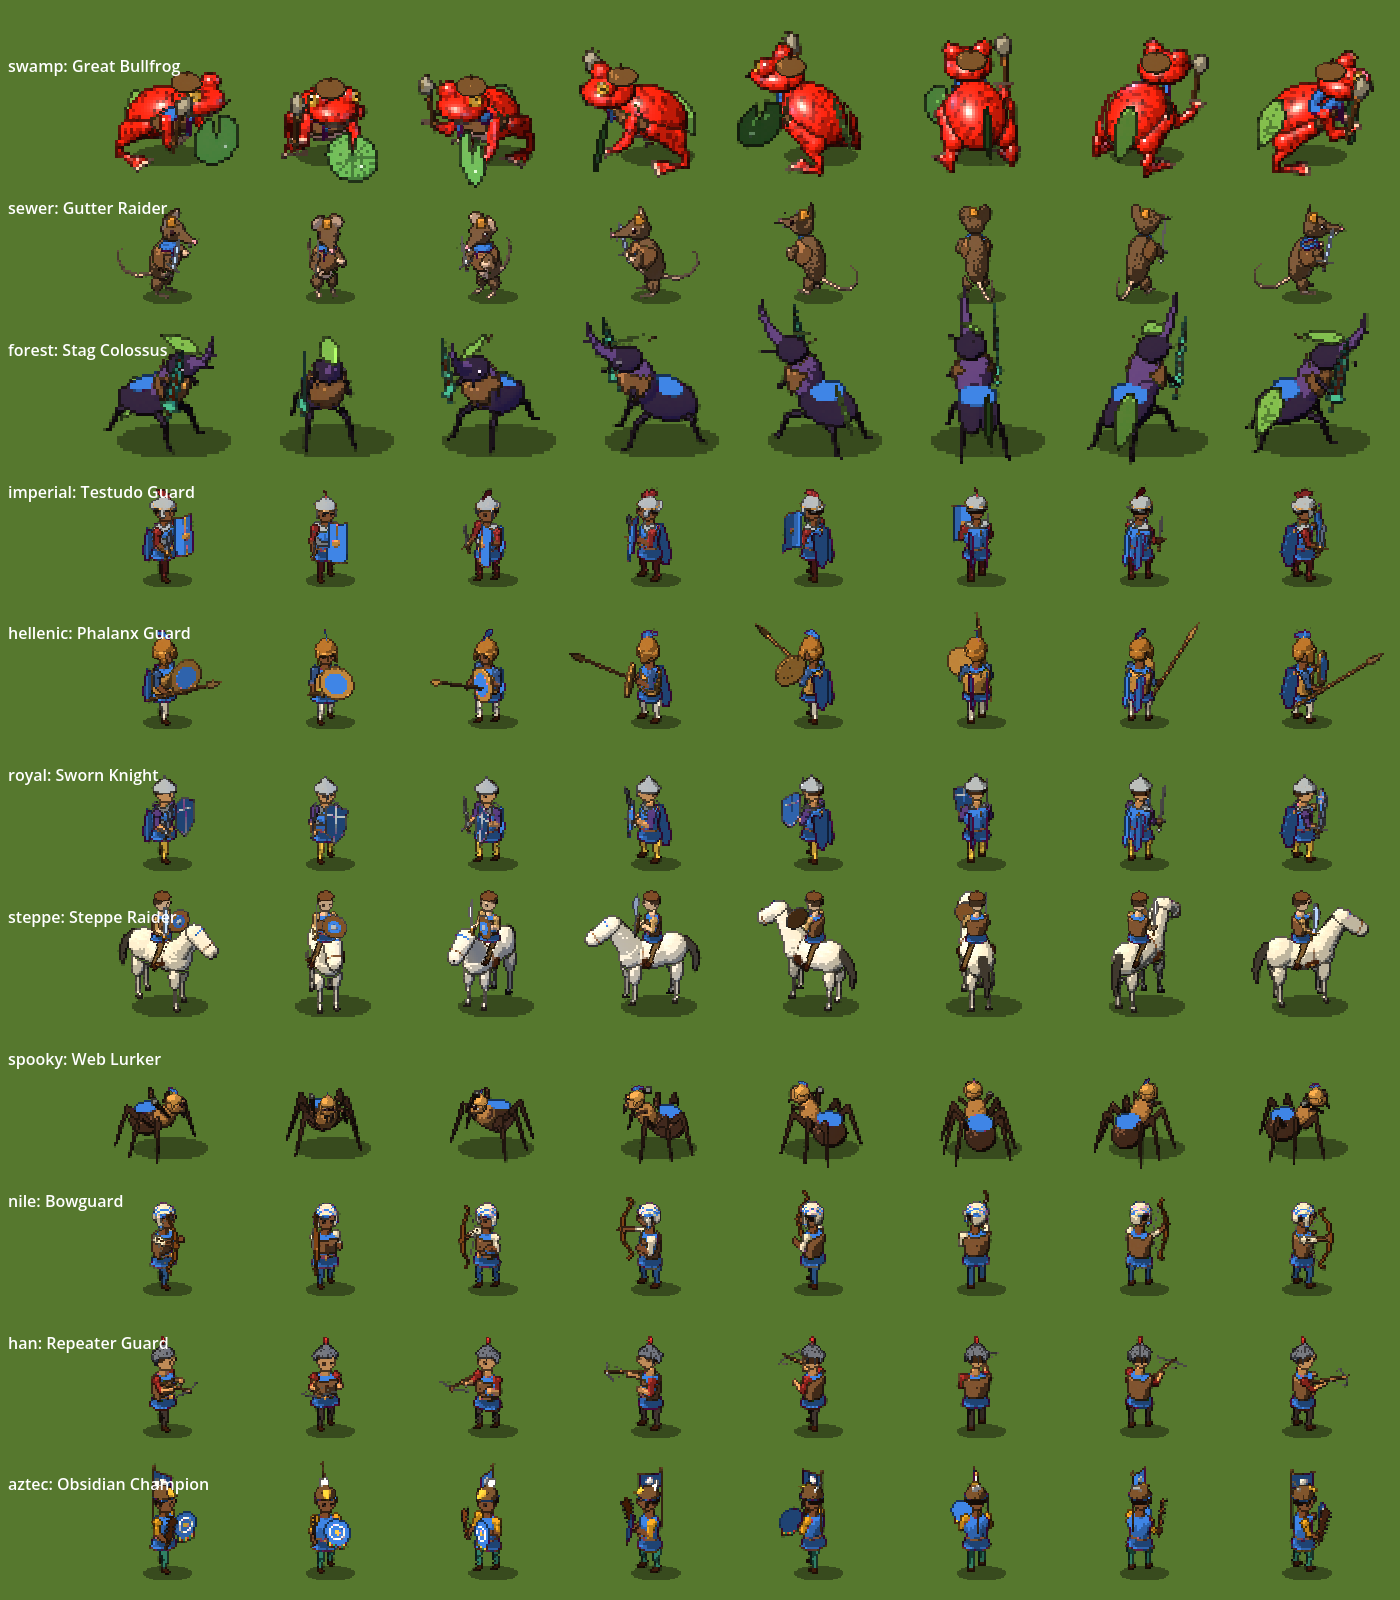 swamp: Great Bullfrog
sewer: Gutter Raider
forest: Stag Colossus
imperial: Testudo Guard
hellenic: Phalanx Guard
royal: Sworn Knight
steppe: Steppe Raider
spooky: Web Lurker
nile: Bowguard
han: Repeater Guard
aztec: Obsidian Champion